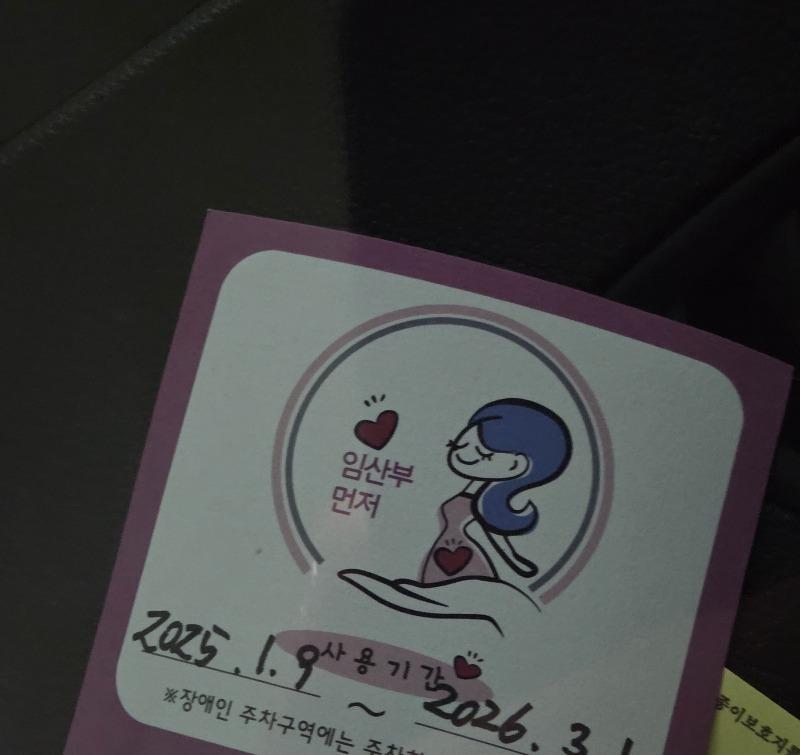 임산부
먼저
사용기간
2025.1.9 ~ 2026.3.1
※장애인 주차구역에는